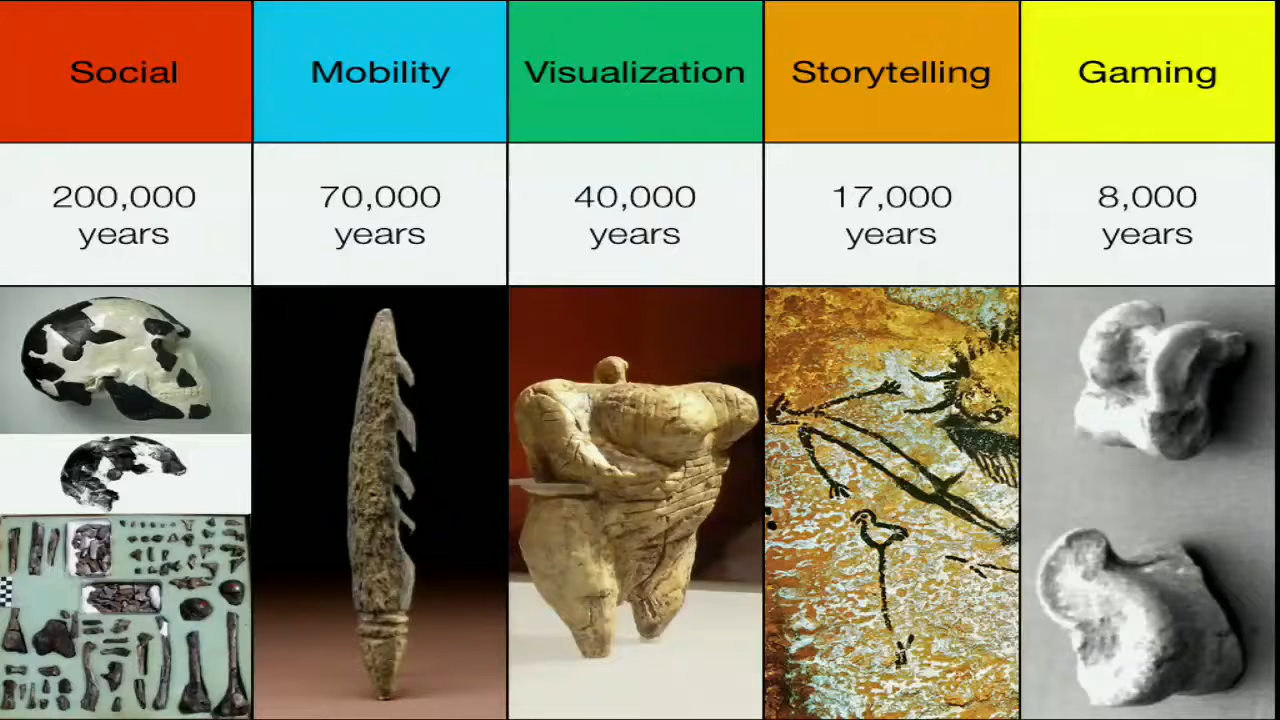 Social
Mobility
Visualization
Storytelling
Gaming
200,000
years
70,000
years
40,000
years
17,000
years
8,000
years